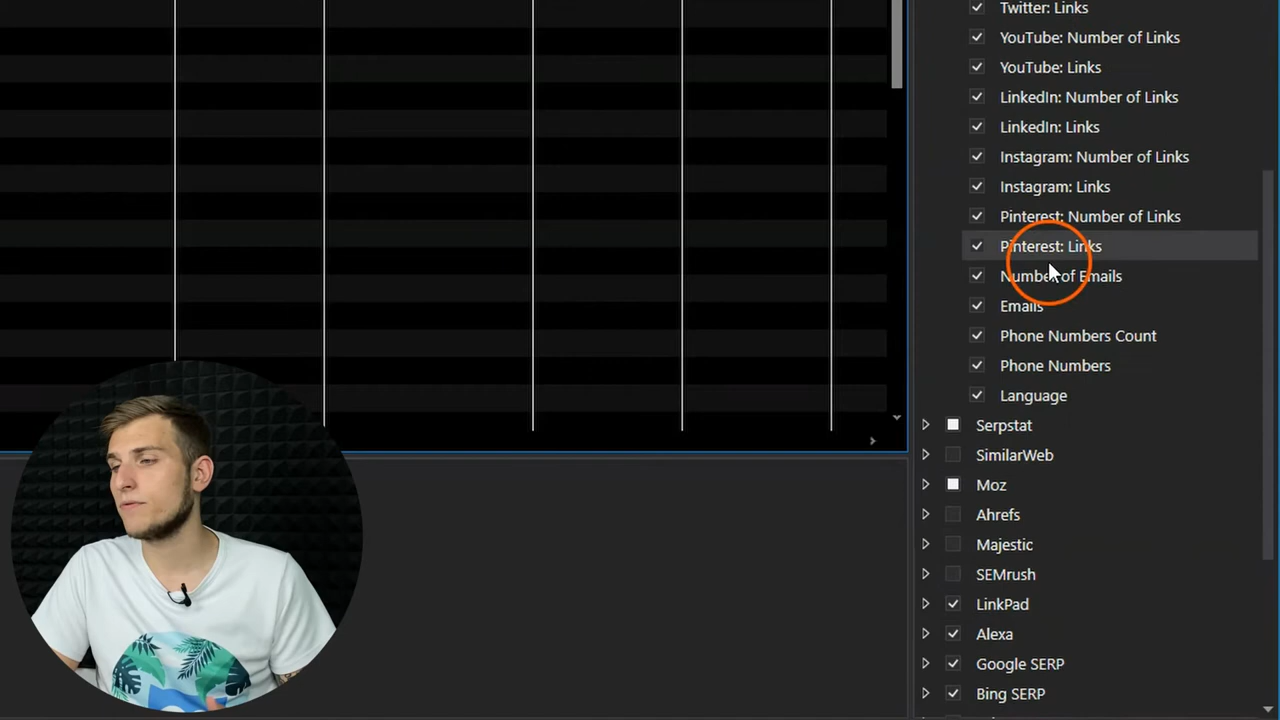 Twitter: Links
YouTube: Number of Links
YouTube: Links
LinkedIn: Number of Links
LinkedIn: Links
Instagram: Number of Links
Instagram: Links
Pinterest: Number of Links
Pinterest: Links
Number of Emails
Emails
Phone Numbers Count
Phone Numbers
Language
Serpstat
SimilarWeb
Moz
Ahrefs
Majestic
SEMrush
LinkPad
Alexa
Google SERP
Bing SERP